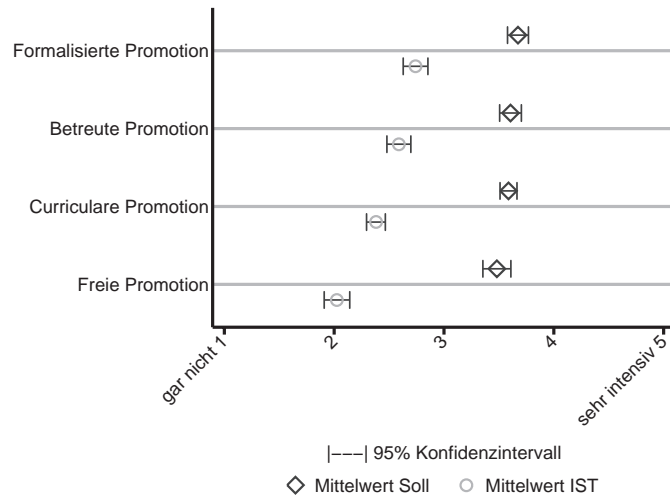 Formalisierte Promotion
Betreute Promotion
Curriculare Promotion
Freie Promotion
gar nicht 1
2
3
4
sehr intensiv 5
|−−−| 95% Konfidenzintervall
Mittelwert Soll
Mittelwert IST